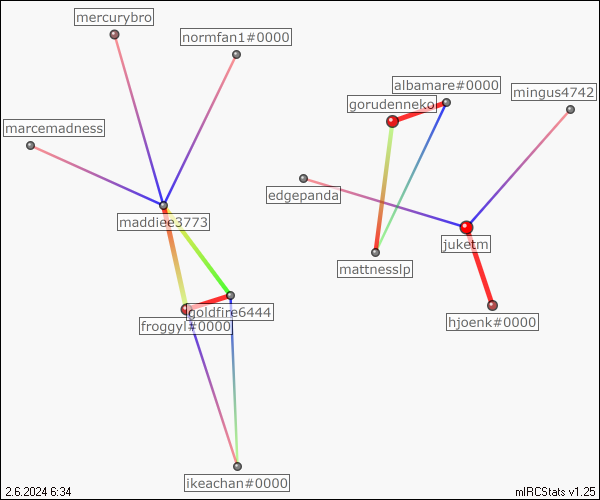 mercurybro
normfan1#0000
albamare#0000
mingus4742
gorudenneko
marcemadness
edgepanda
maddiee3773
juketm
mattnesslp
goldfire6444
froggyl#0000
hjoenk#0000
ikeachan#0000
2.6.2024 6:34
mIRCStats v1.25